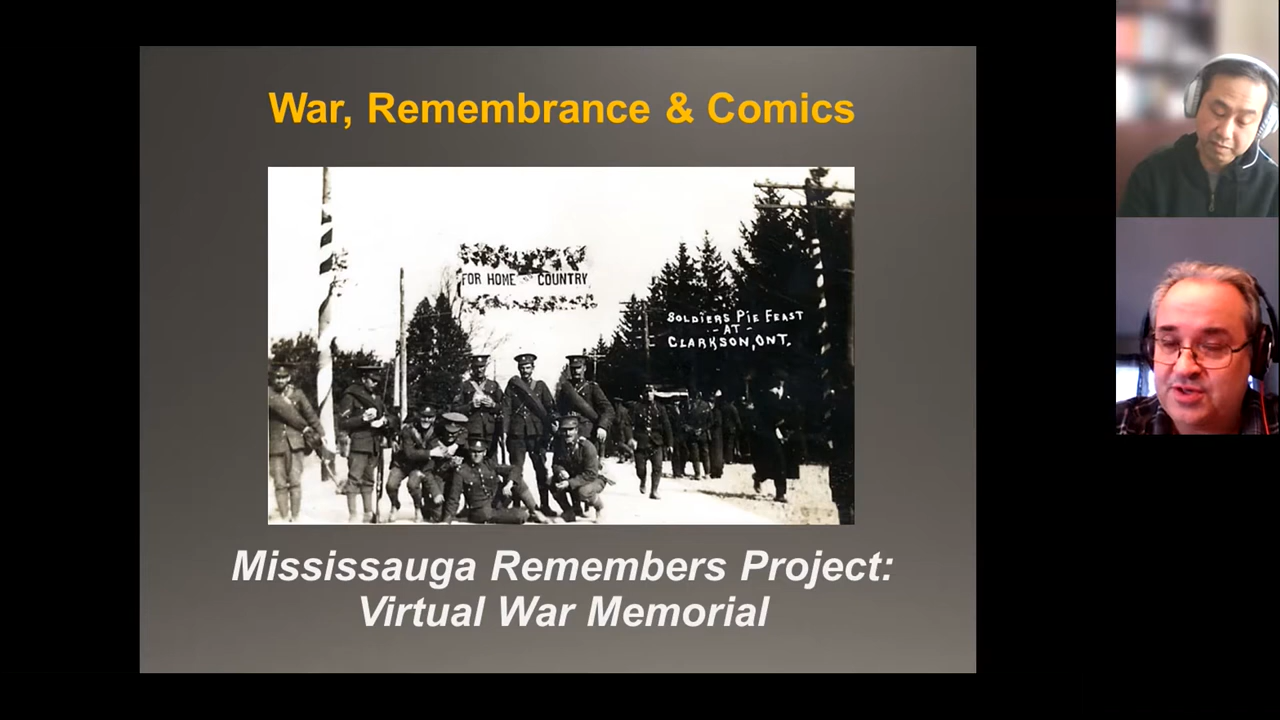 War, Remembrance & Comics
FOR HOME COUNTRY
SOLDIERS PIE FEAST
- AT -
CLARKSON, ONT.
Mississauga Remembers Project:
Virtual War Memorial